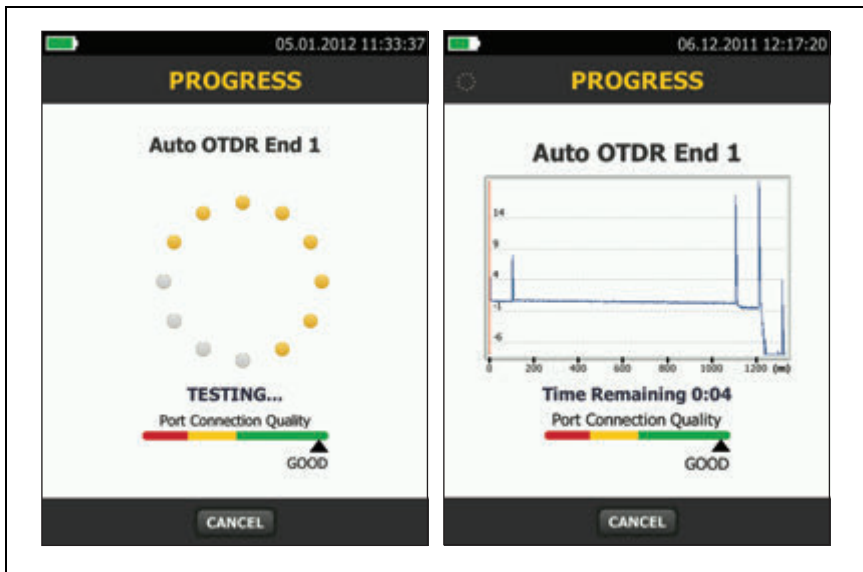 05.01.2012 11:33:37
PROGRESS
Auto OTDR End 1
TESTING...
Port Connection Quality
GOOD
CANCEL
06.12.2011 12:17:20
PROGRESS
Auto OTDR End 1
14
9
4
-1
-6
0 200 400 600 800 1000 1200 (m)
Time Remaining 0:04
Port Connection Quality
GOOD
CANCEL